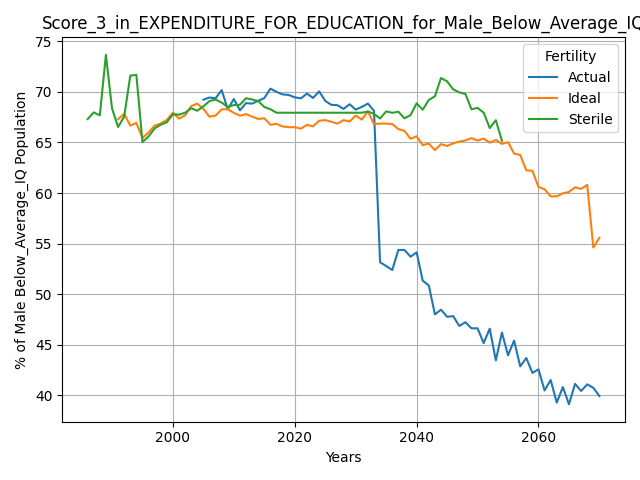 Score_3_in_EXPENDITURE_FOR_EDUCATION_for_Male_Below_Average_IQ
75
70
65
60
55
50
45
40
% of Male Below_Average_IQ Population
Fertility
Actual
Ideal
Sterile
2000
2020
2040
2060
Years